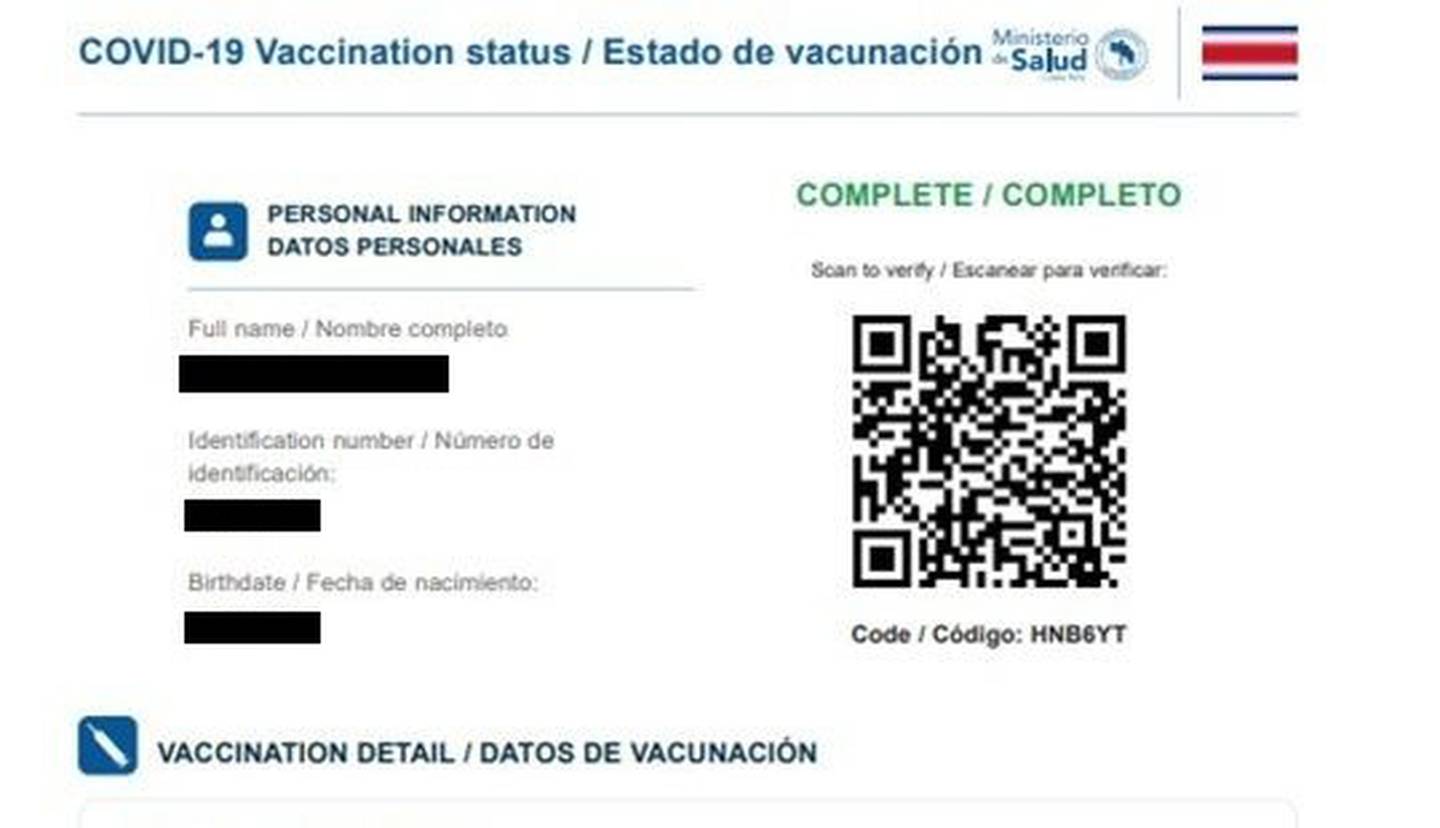 COVID-19 Vaccination status / Estado de vacunación
Ministerio
de Salud
PERSONAL INFORMATION
DATOS PERSONALES
Full name / Nombre completo
Identification number / Número de
identificación:
Birthdate / Fecha de nacimiento:
COMPLETE / COMPLETO
Scan to verify / Escanear para verificar:
Code / Código: HNB6YT
VACCINATION DETAIL / DATOS DE VACUNACIÓN